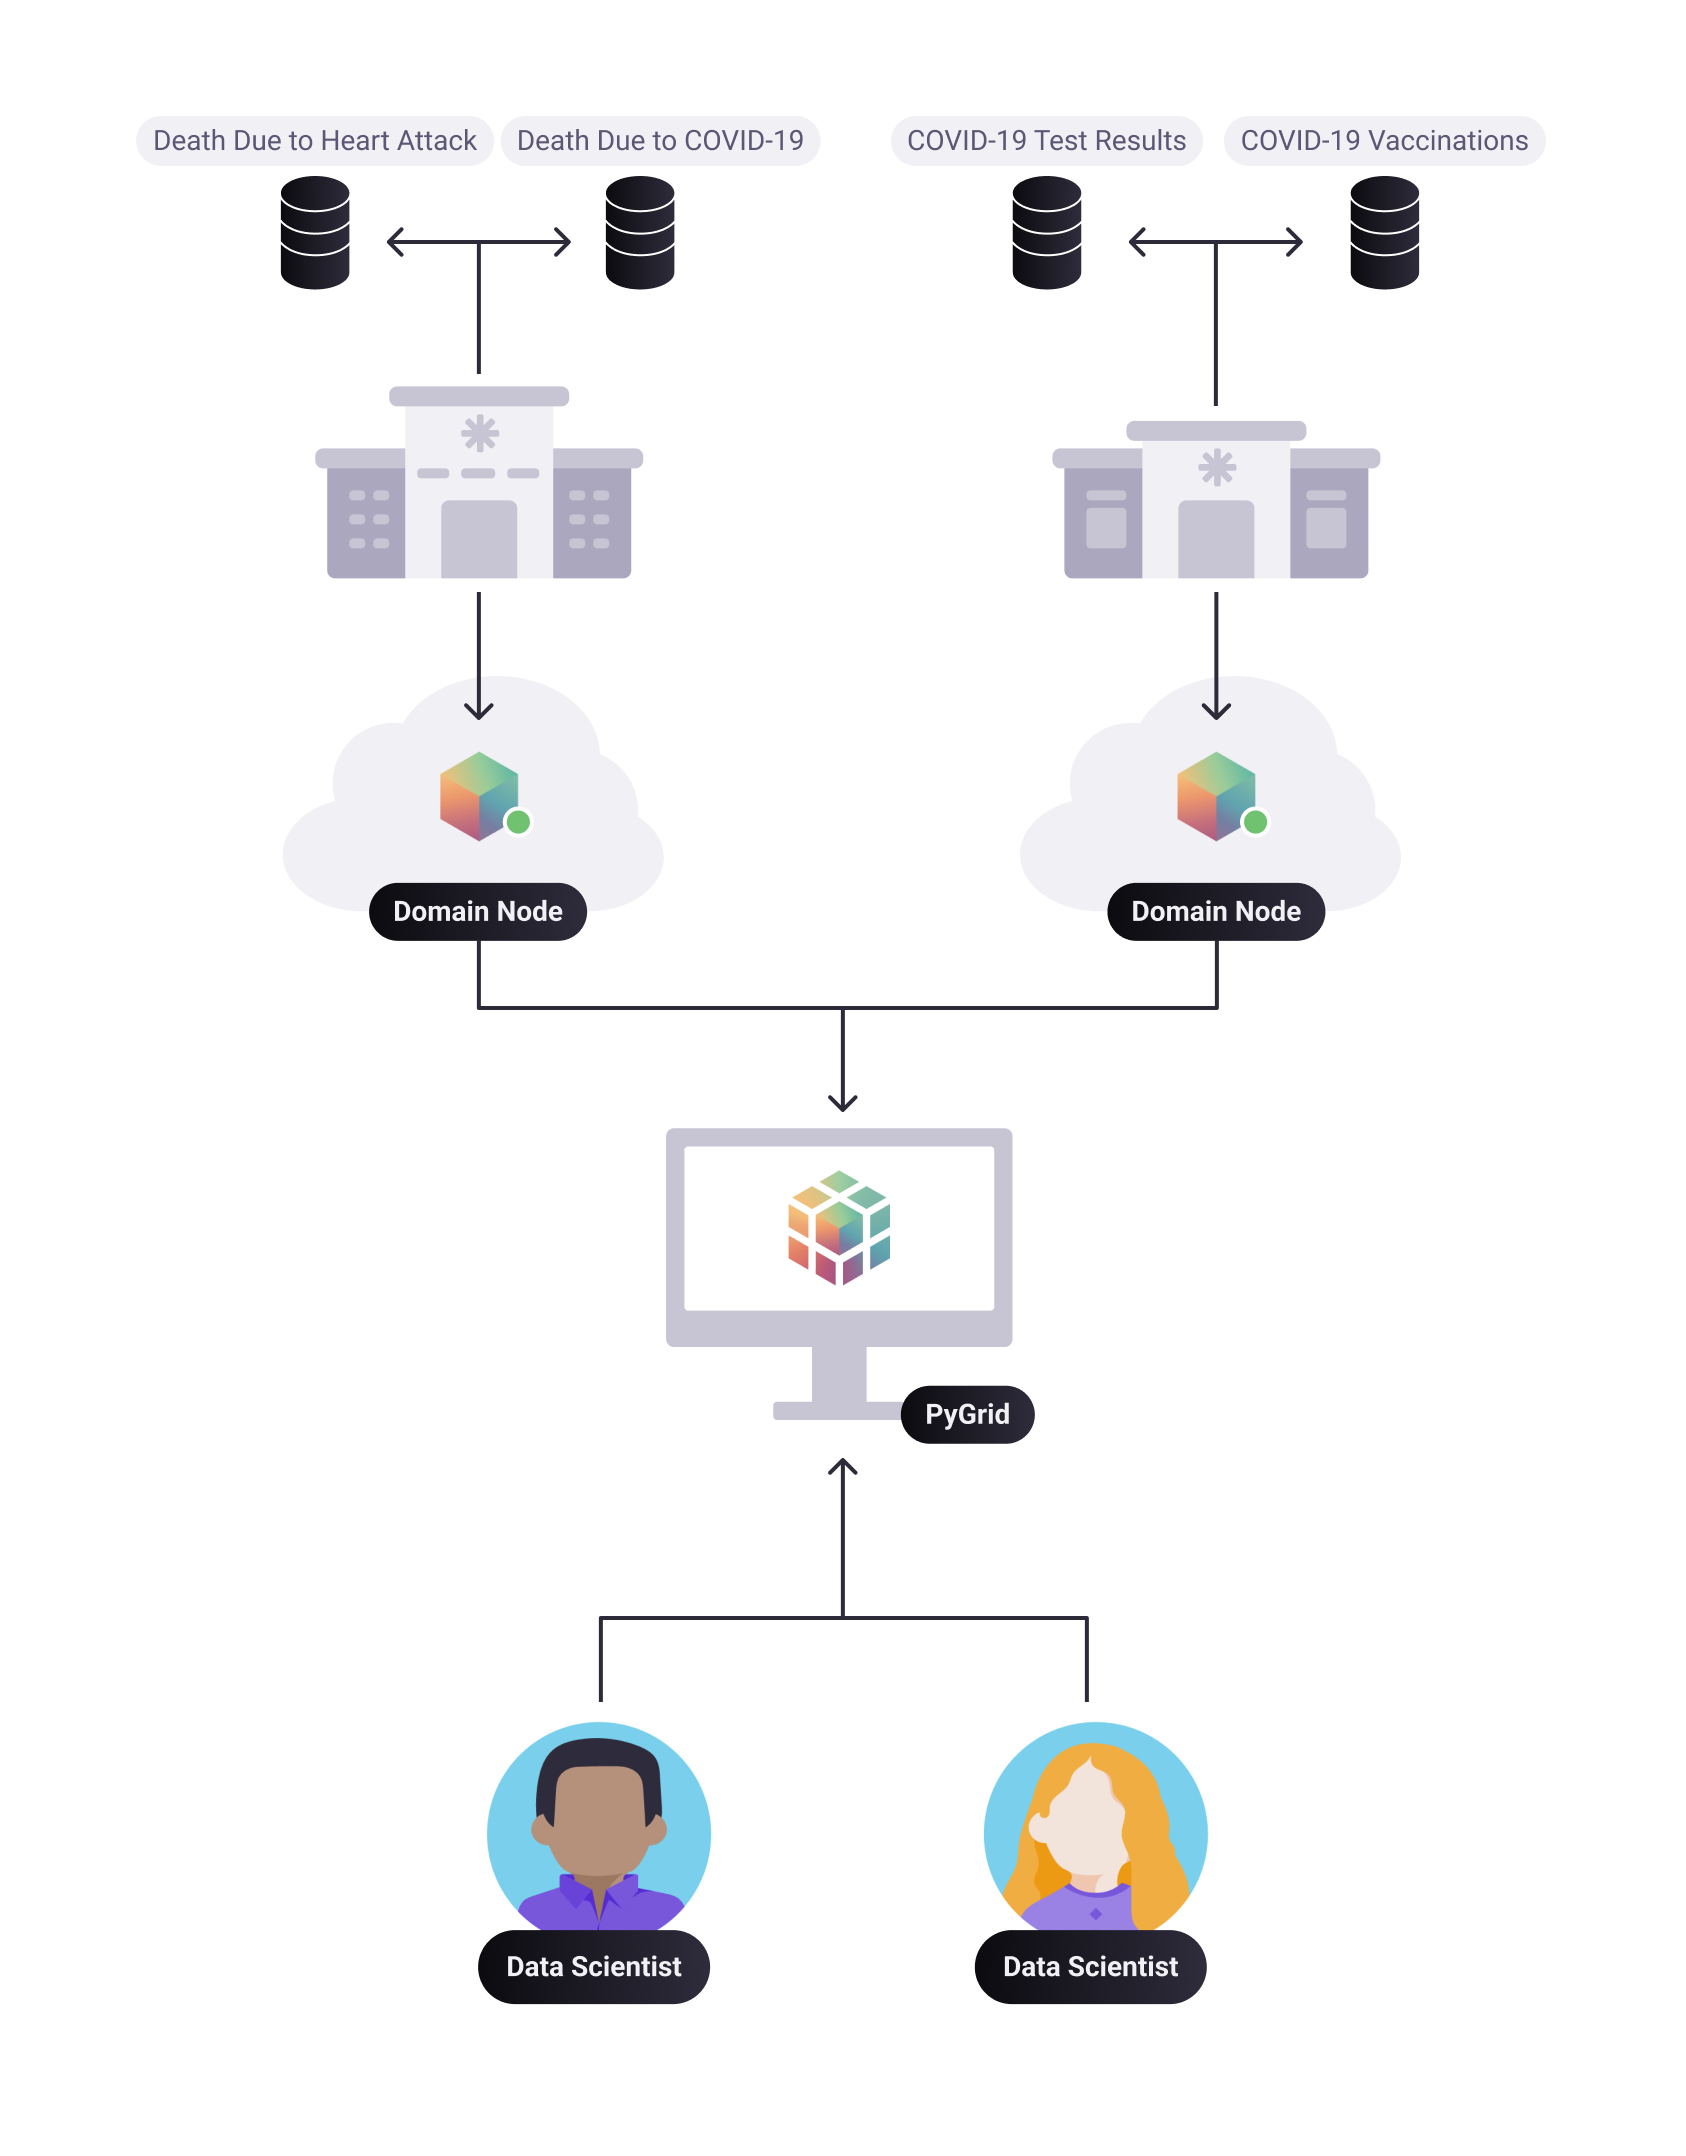 Death Due to Heart Attack
Death Due to COVID-19
COVID-19 Test Results
COVID-19 Vaccinations
Domain Node
Domain Node
PyGrid
Data Scientist
Data Scientist